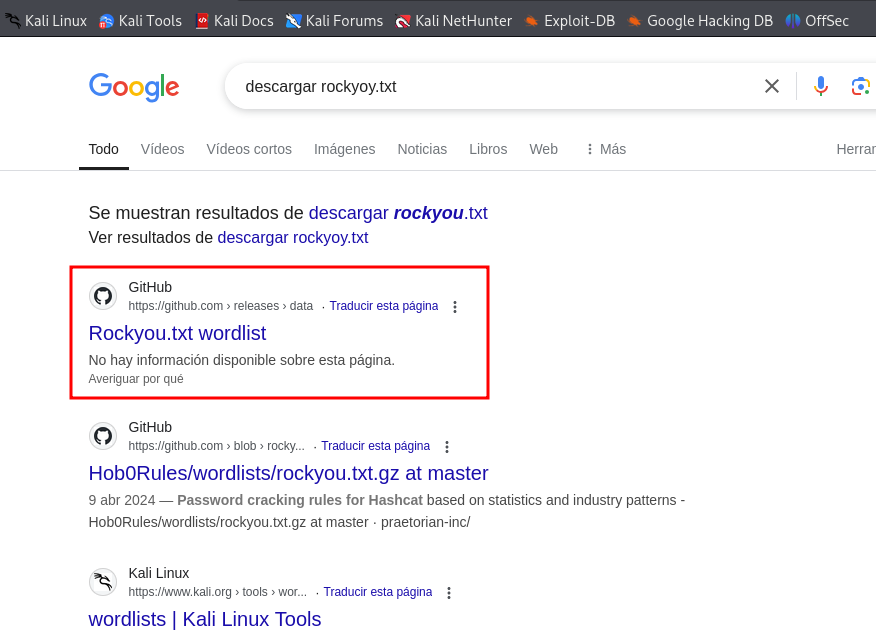 Kali Linux Kali Tools Kali Docs Kali Forums Kali NetHunter Exploit-DB Google Hacking DB OffSec
Google descargar rockyoy.txt
Todo Vídeos Vídeos cortos Imágenes Noticias Libros Web Más Herrar
Se muestran resultados de descargar rockyou.txt
Ver resultados de descargar rockyoy.txt
GitHub
https://github.com › releases › data · Traducir esta página
Rockyou.txt wordlist
No hay información disponible sobre esta página.
Averiguar por qué
GitHub
https://github.com › blob › rocky... · Traducir esta página
Hob0Rules/wordlists/rockyou.txt.gz at master
9 abr 2024 — Password cracking rules for Hashcat based on statistics and industry patterns -
Hob0Rules/wordlists/rockyou.txt.gz at master · praetorian-inc/
Kali Linux
https://www.kali.org › tools › wor... · Traducir esta página
wordlists | Kali Linux Tools